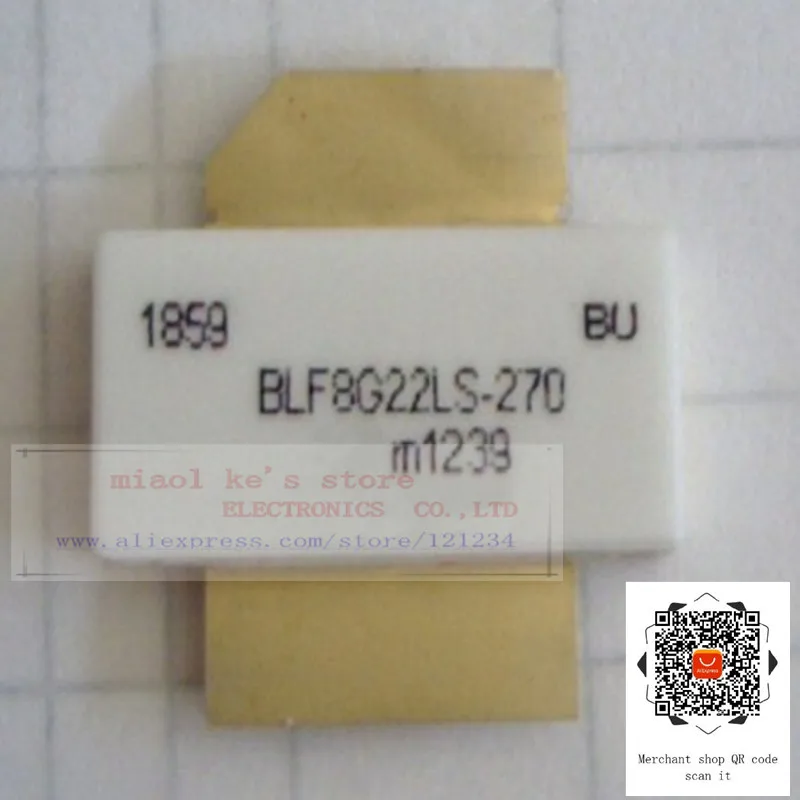 1859
BU
BLF8G22LS-270
m1239
miaol ke's store
ELECTRONICS CO.,LTD
www.aliexpress.com/store/121234
AliExpress
Merchant shop QR code
scan it